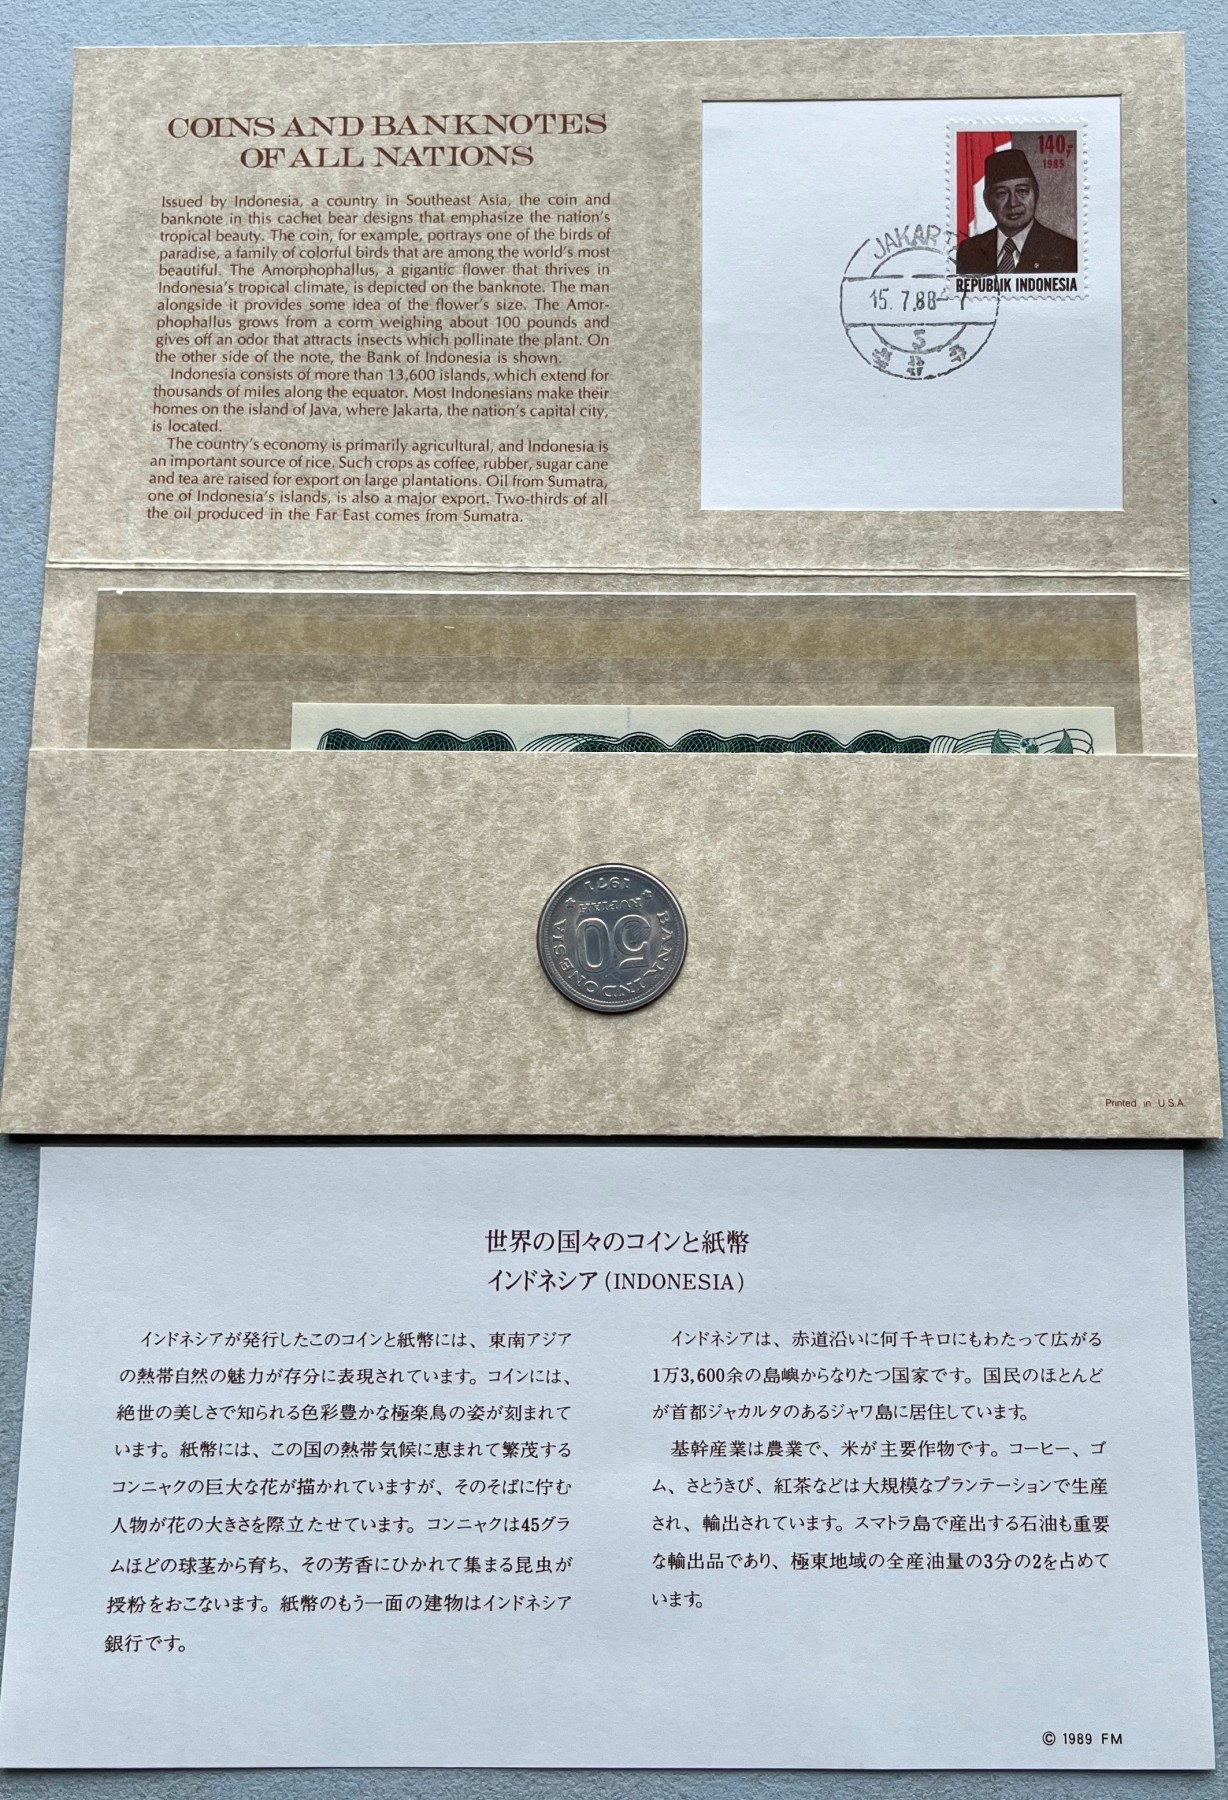 COINS AND BANKNOTES
OF ALL NATIONS
Issued by Indonesia, a country in Southeast Asia, the coin and
banknote in this cachet bear designs that emphasize the nation's
tropical beauty. The coin, for example, portrays one of the birds of
paradise, a family of colorful birds that are among the world's most
beautiful. The Amorphophallus, a gigantic flower that thrives in
Indonesia's tropical climate, is depicted on the banknote. The man
alongside it provides some idea of the flower's size. The Amor-
phophallus grows from a corm weighing about 100 pounds and
gives off an odor that attracts insects which pollinate the plant. On
the other side of the note, the Bank of Indonesia is shown.
Indonesia consists of more than 13,600 islands, which extend for
thousands of miles along the equator. Most Indonesians make their
homes on the island of Java, where Jakarta, the nation's capital city,
is located.
The country's economy is primarily agricultural, and Indonesia is
an important source of rice. Such crops as coffee, rubber, sugar cane
and tea are raised for export on large plantations. Oil from Sumatra,
one of Indonesia's islands, is also a major export. Two-thirds of all
the oil produced in the Far East comes from Sumatra.
140,-
1985
REPUBLIK INDONESIA
15.7.88
5
1971
RUPIAH
50
BANK INDONESIA
Printed in U.S.A.
世界の国々のコインと紙幣
インドネシア(INDONESIA)
インドネシアが発行したこのコインと紙幣には、東南アジア
の熱帯自然の魅力が存分に表現されています。コインには、
絶世の美しさで知られる色彩豊かな極楽鳥の姿が刻まれて
います。紙幣には、この国の熱帯気候に恵まれて繁茂する
コンニャクの巨大な花が描かれていますが、そのそばに佇む
人物が花の大きさを際立たせています。コンニャクは45グラ
ムほどの球茎から育ち、その芳香にひかれて集まる昆虫が
授粉をおこないます。紙幣のもう一面の建物はインドネシア
銀行です。
インドネシアは、赤道沿いに何千キロにもわたって広がる
1万3,600余の島嶼からなりたつ国家です。国民のほとんど
が首都ジャカルタのあるジャワ島に居住しています。
基幹産業は農業で、米が主要作物です。コーヒー、ゴ
ム、さとうきび、紅茶などは大規模なプランテーションで生産
され、輸出されています。スマトラ島で産出する石油も重要
な輸出品であり、極東地域の全産油量の3分の2を占めて
います。
© 1989 FM